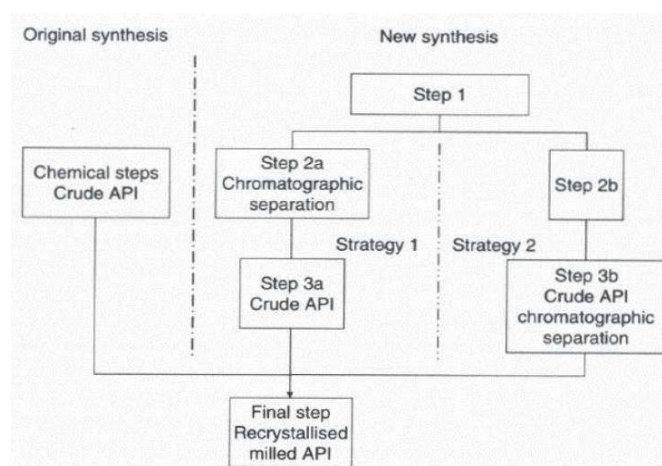 Original synthesis
New synthesis
Step 1
Chemical steps
Crude API
Step 2a
Chromatographic
separation
Step 2b
Strategy 1
Strategy 2
Step 3a
Crude API
Step 3b
Crude API
chromatographic
separation
Final step
Recrystallised
milled API